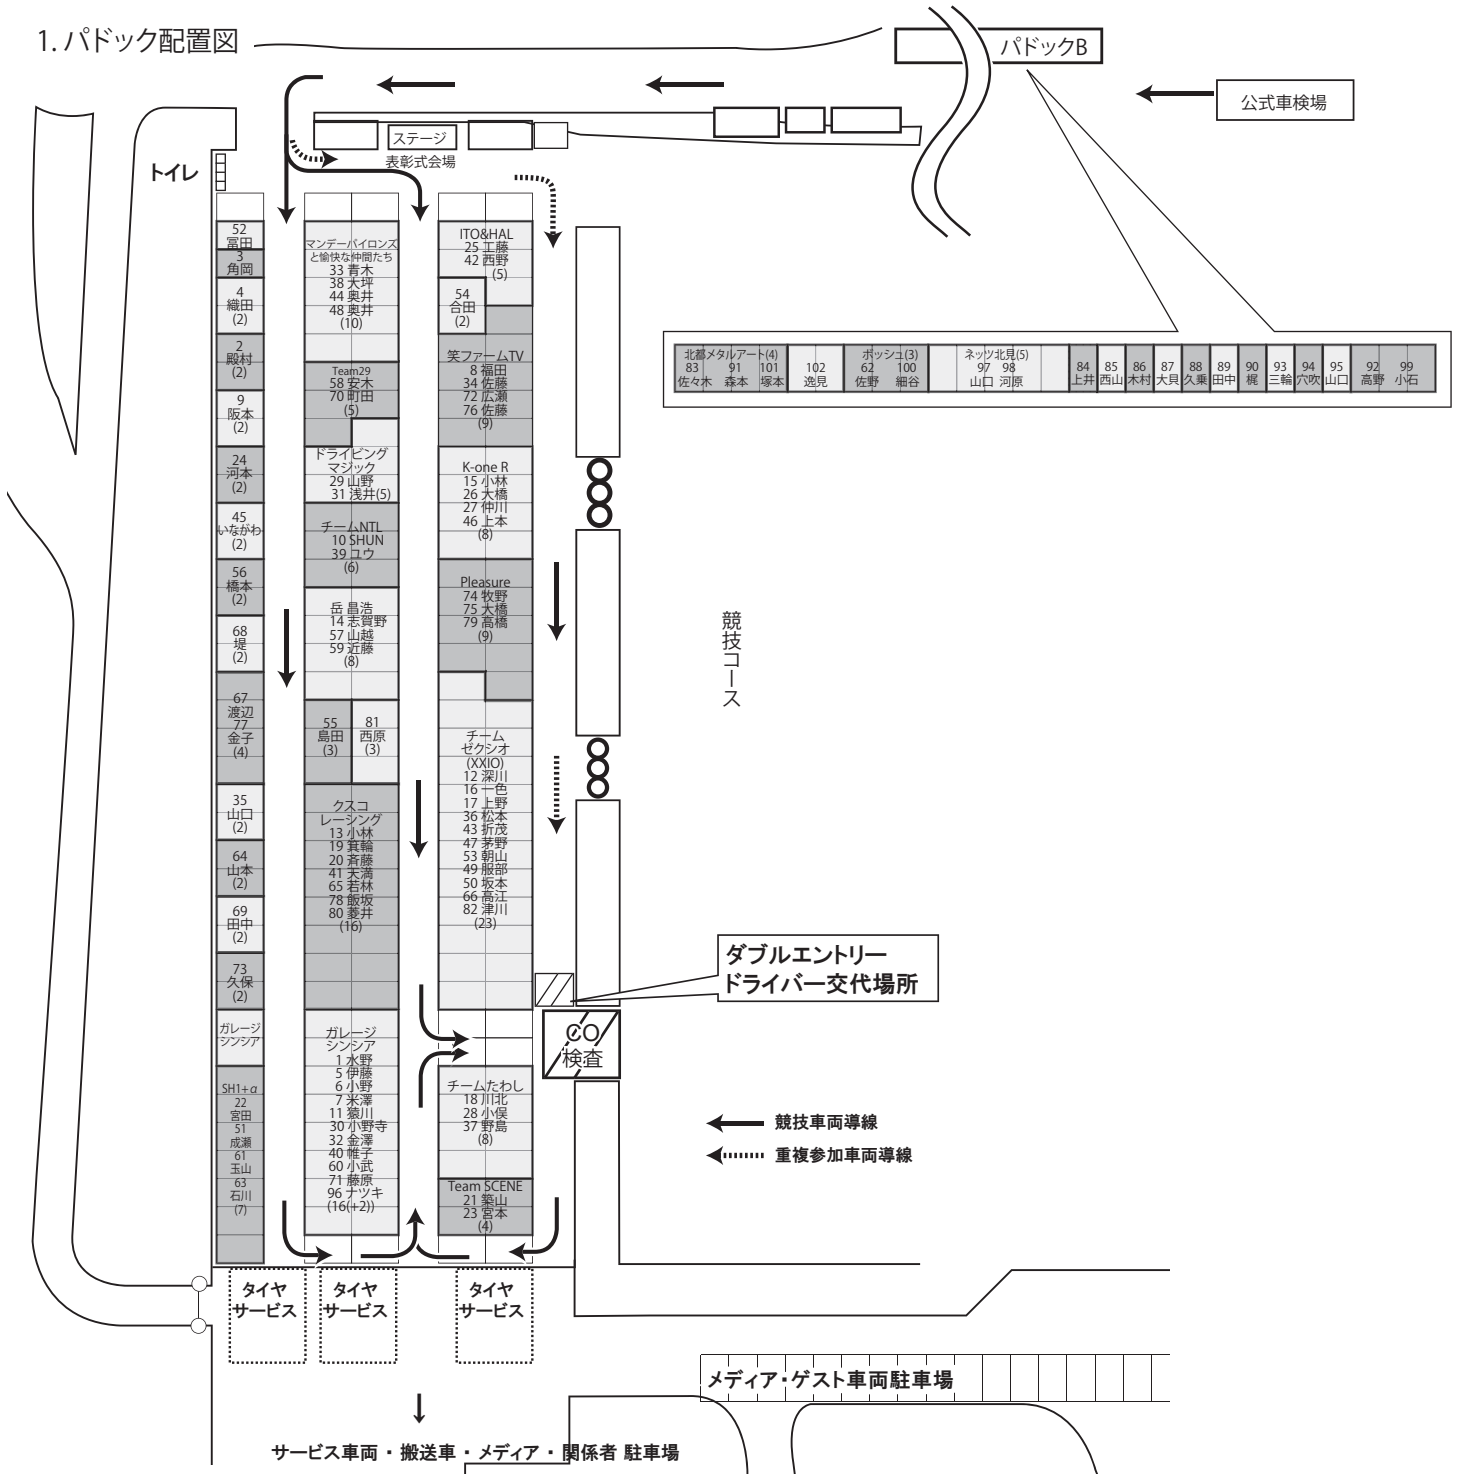 1. パドック配置図
パドックB
公式車検場
ステージ
表彰式会場
トイレ
52
冨田
3
角岡
4
織田
(2)
2
殿村
(2)
9
阪本
(2)
24
河本
(2)
45
いながわ
(2)
56
橋本
(2)
68
堤
(2)
67
渡辺
77
金子
(4)
35
山口
(2)
64
山本
(2)
69
田中
(2)
73
久保
(2)
ガレージ
シンシア
SH1+α
22
宮田
51
成瀬
61
玉山
63
石川
(7)
マンデーバイロンズ
と愉快な仲間たち
33 青木
38 大坪
44 奥井
48 奥井
(10)
Team29
58 安木
70 町田
(5)
ドライビング
マジック
29 山野
31 浅井(5)
チームNTL
10 SHUN
39 ユウ
(6)
岳 昌浩
14 志賀野
57 山越
59 近藤
(8)
55
島田
(3)
81
西原
(3)
クスコ
レーシング
13 小林
19 箕輪
20 斉藤
41 天満
65 若林
78 飯坂
80 菱井
(16)
ガレージ
シンシア
1 水野
5 伊藤
6 小野
7 米澤
11 猿川
30 小野寺
32 金澤
40 帷子
60 小武
71 藤原
96 ナツキ
(16(+2))
ITO&HAL
25 工藤
42 西野
(5)
54
合田
(2)
笑ファームTV
8 福田
34 佐藤
72 広瀬
76 佐藤
(9)
K-one R
15 小林
26 大橋
27 仲川
46 上本
(8)
Pleasure
74 牧野
75 大橋
79 高橋
(9)
チーム
ゼクシオ
(XXIO)
12 深川
16 一色
17 上野
36 松本
43 折茂
47 茅野
53 朝山
49 服部
50 坂本
66 高江
82 津川
(23)
チームたわし
18 川北
28 小俣
37 野島
(8)
Team SCENE
21 築山
23 宮本
(4)
北都メタルアート(4)
83 91 101
佐々木 森本 塚本
102
逸見
ボッシュ(3)
62 100
佐野 細谷
ネッツ北見(5)
97 98
山口 河原
84
上井
85
西山
86
木村
87
大貝
88
久乗
89
田中
90
梶
93
三輪
94
穴吹
95
山口
92 99
高野 小石
競技コース
ダブルエントリー
ドライバー交代場所
CO
検査
競技車両導線
重複参加車両導線
タイヤ
サービス
タイヤ
サービス
タイヤ
サービス
メディア・ゲスト車両駐車場
サービス車両 ・ 搬送車 ・ メディア ・ 関係者 駐車場